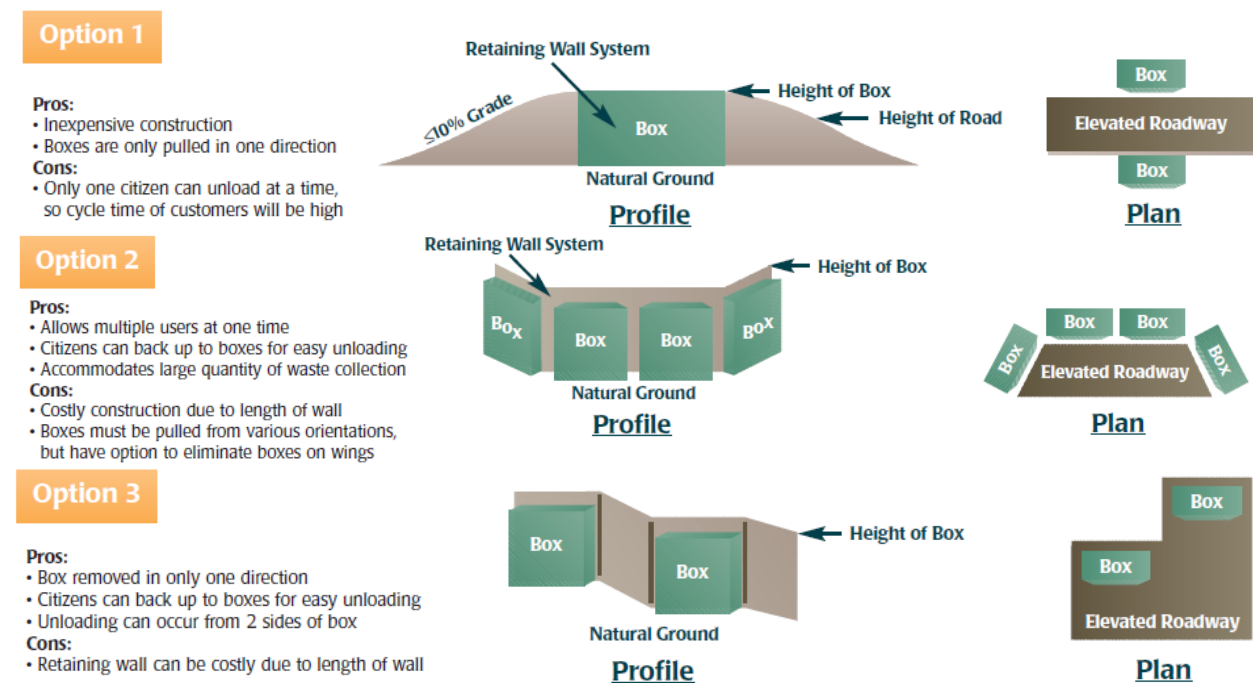 Option 1
Pros:
• Inexpensive construction
• Boxes are only pulled in one direction
Cons:
• Only one citizen can unload at a time,
so cycle time of customers will be high
Retaining Wall System
≤10% Grade
Box
Height of Box
Height of Road
Natural Ground
Profile
Box
Elevated Roadway
Box
Plan
Option 2
Pros:
• Allows multiple users at one time
• Citizens can back up to boxes for easy unloading
• Accommodates large quantity of waste collection
Cons:
• Costly construction due to length of wall
• Boxes must be pulled from various orientations,
but have option to eliminate boxes on wings
Retaining Wall System
Height of Box
Box
Box
Box
Box
Natural Ground
Profile
Box
Box
Box
Box
Elevated Roadway
Plan
Option 3
Pros:
• Box removed in only one direction
• Citizens can back up to boxes for easy unloading
• Unloading can occur from 2 sides of box
Cons:
• Retaining wall can be costly due to length of wall
Box
Box
Height of Box
Natural Ground
Profile
Box
Box
Elevated Roadway
Plan